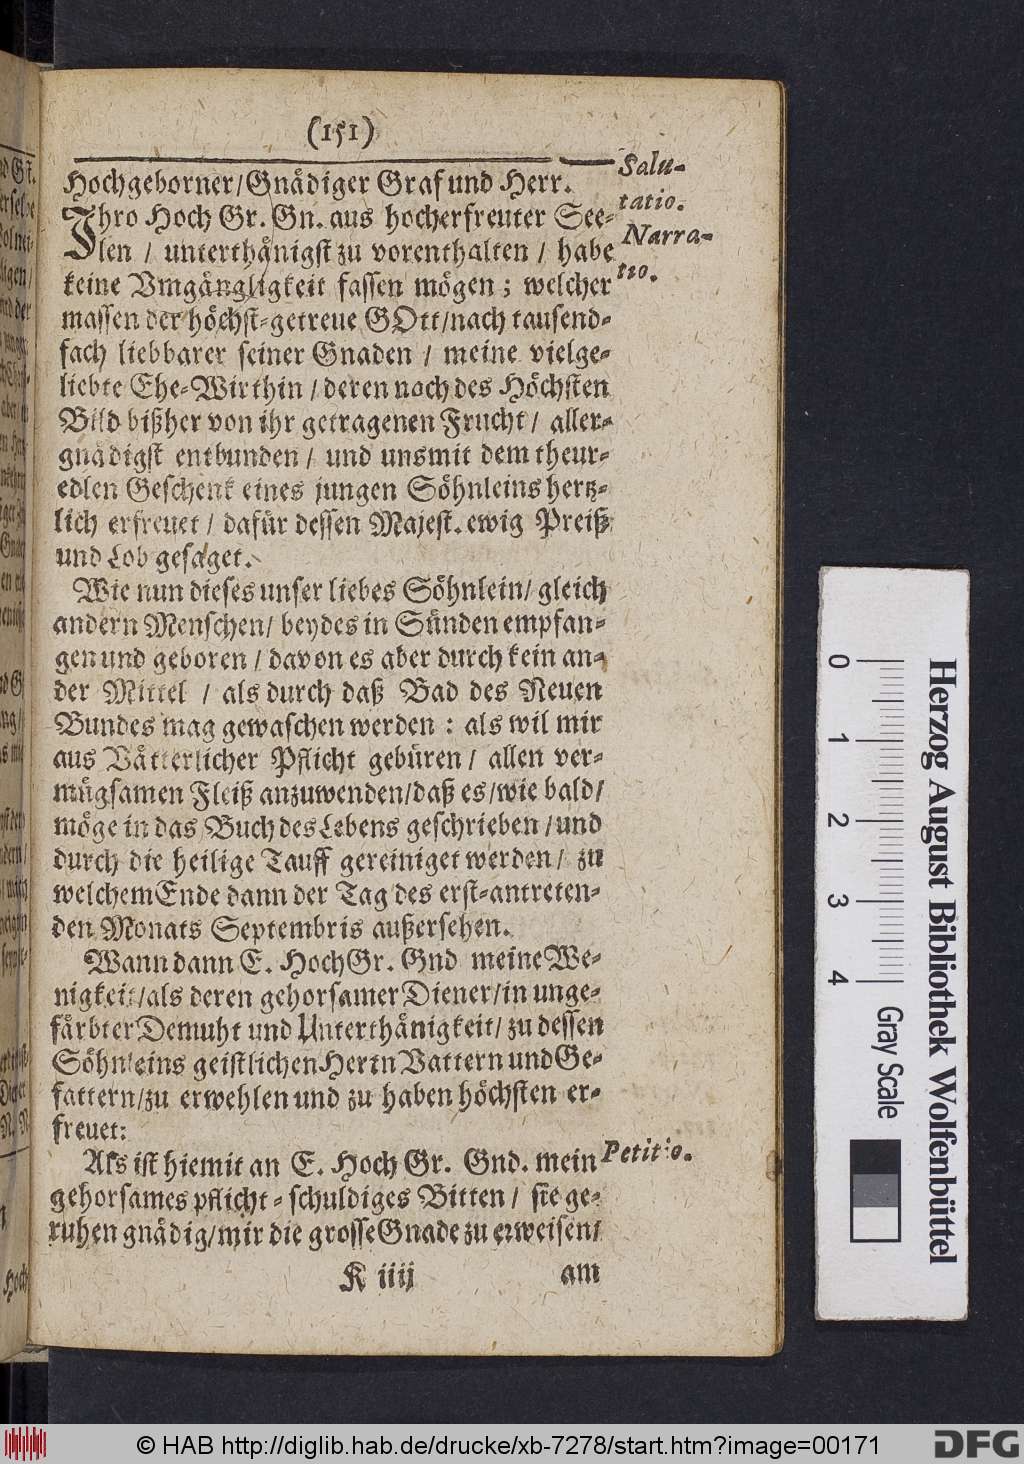 (151)
Hochgeborner/Gnädiger Graf und Herr.
Salu-
tatio.
Ihro Hoch Gr. Gn. aus hocherfreuter See-
Narra-
tio.
len / unterthänigst zu vorenthalten / habe
keine Vmgängligkeit fassen mögen; welcher
massen der höchst-getreue GOtt/nach tausend-
fach liebbarer seiner Gnaden / meine vielge-
liebte Ehe-Wirthin / deren nach des Höchsten
Bild bißher von ihr getragenen Frucht / aller-
gnädigst entbunden / und uns mit dem theur-
edlen Geschenk eines jungen Söhnleins hertz-
lich erfreuet / dafür dessen Majest. ewig Preiß
und Lob gesaget.
Wie nun dieses unser liebes Söhnlein/ gleich
andern Menschen/ beydes in Sünden empfan-
gen und geboren / davon es aber durch kein an-
der Mittel / als durch daß Bad des Neuen
Bundes mag gewaschen werden : als wil mir
aus Vätterlicher Pflicht gebüren / allen ver-
mügsamen Fleiß anzuwenden/daß es/wie bald/
möge in das Buch des Lebens geschrieben /und
durch die heilige Tauff gereiniget werden / zu
welchem Ende dann der Tag des erst-antreten-
den Monats Septembris außersehen.
Wann dann E. Hoch Gr. Gnd meine We-
nigkeit/als deren gehorsamer Diener/in unge-
färbter Demuht und Unterthänigkeit/ zu dessen
Söhnleins geistlichen Herrn Vattern und Ge-
fattern/zu erwehlen und zu haben höchsten er-
freuet:
Als ist hiemit an E. Hoch Gr. Gnd. mein
Petitio.
gehorsames pflicht-schuldiges Bitten / sie ge-
ruhen gnädig/mir die grosse Gnade zu erweisen/
K iiij
am
0 1 2 3 4
Gray Scale
Herzog August Bibliothek Wolfenbüttel
© HAB http://diglib.hab.de/drucke/xb-7278/start.htm?image=00171
DFG